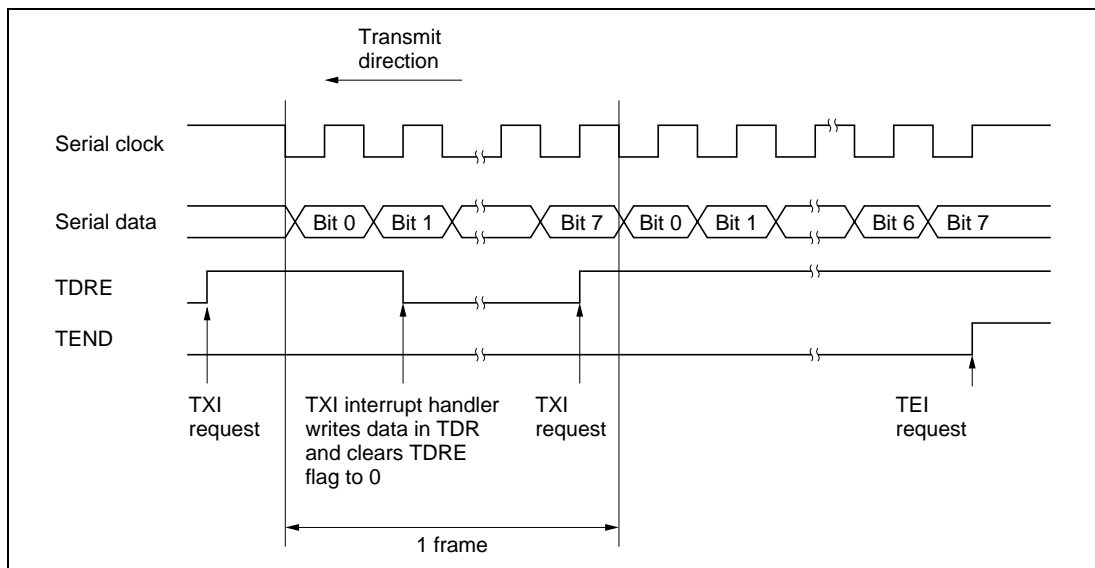 Transmit
direction
Serial clock
Serial data
Bit 0
Bit 1
Bit 7
Bit 0
Bit 1
Bit 6
Bit 7
TDRE
TEND
TXI
request
TXI interrupt handler
writes data in TDR
and clears TDRE
flag to 0
TXI
request
TEI
request
1 frame